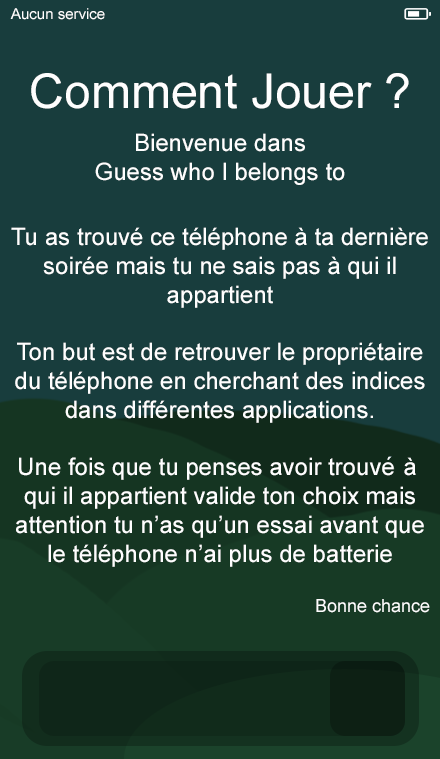 Aucun service
Comment Jouer ?
Bienvenue dans
Guess who I belongs to
Tu as trouvé ce téléphone à ta dernière
soirée mais tu ne sais pas à qui il
appartient
Ton but est de retrouver le propriétaire
du téléphone en cherchant des indices
dans différentes applications.
Une fois que tu penses avoir trouvé à
qui il appartient valide ton choix mais
attention tu n’as qu’un essai avant que
le téléphone n’ai plus de batterie
Bonne chance